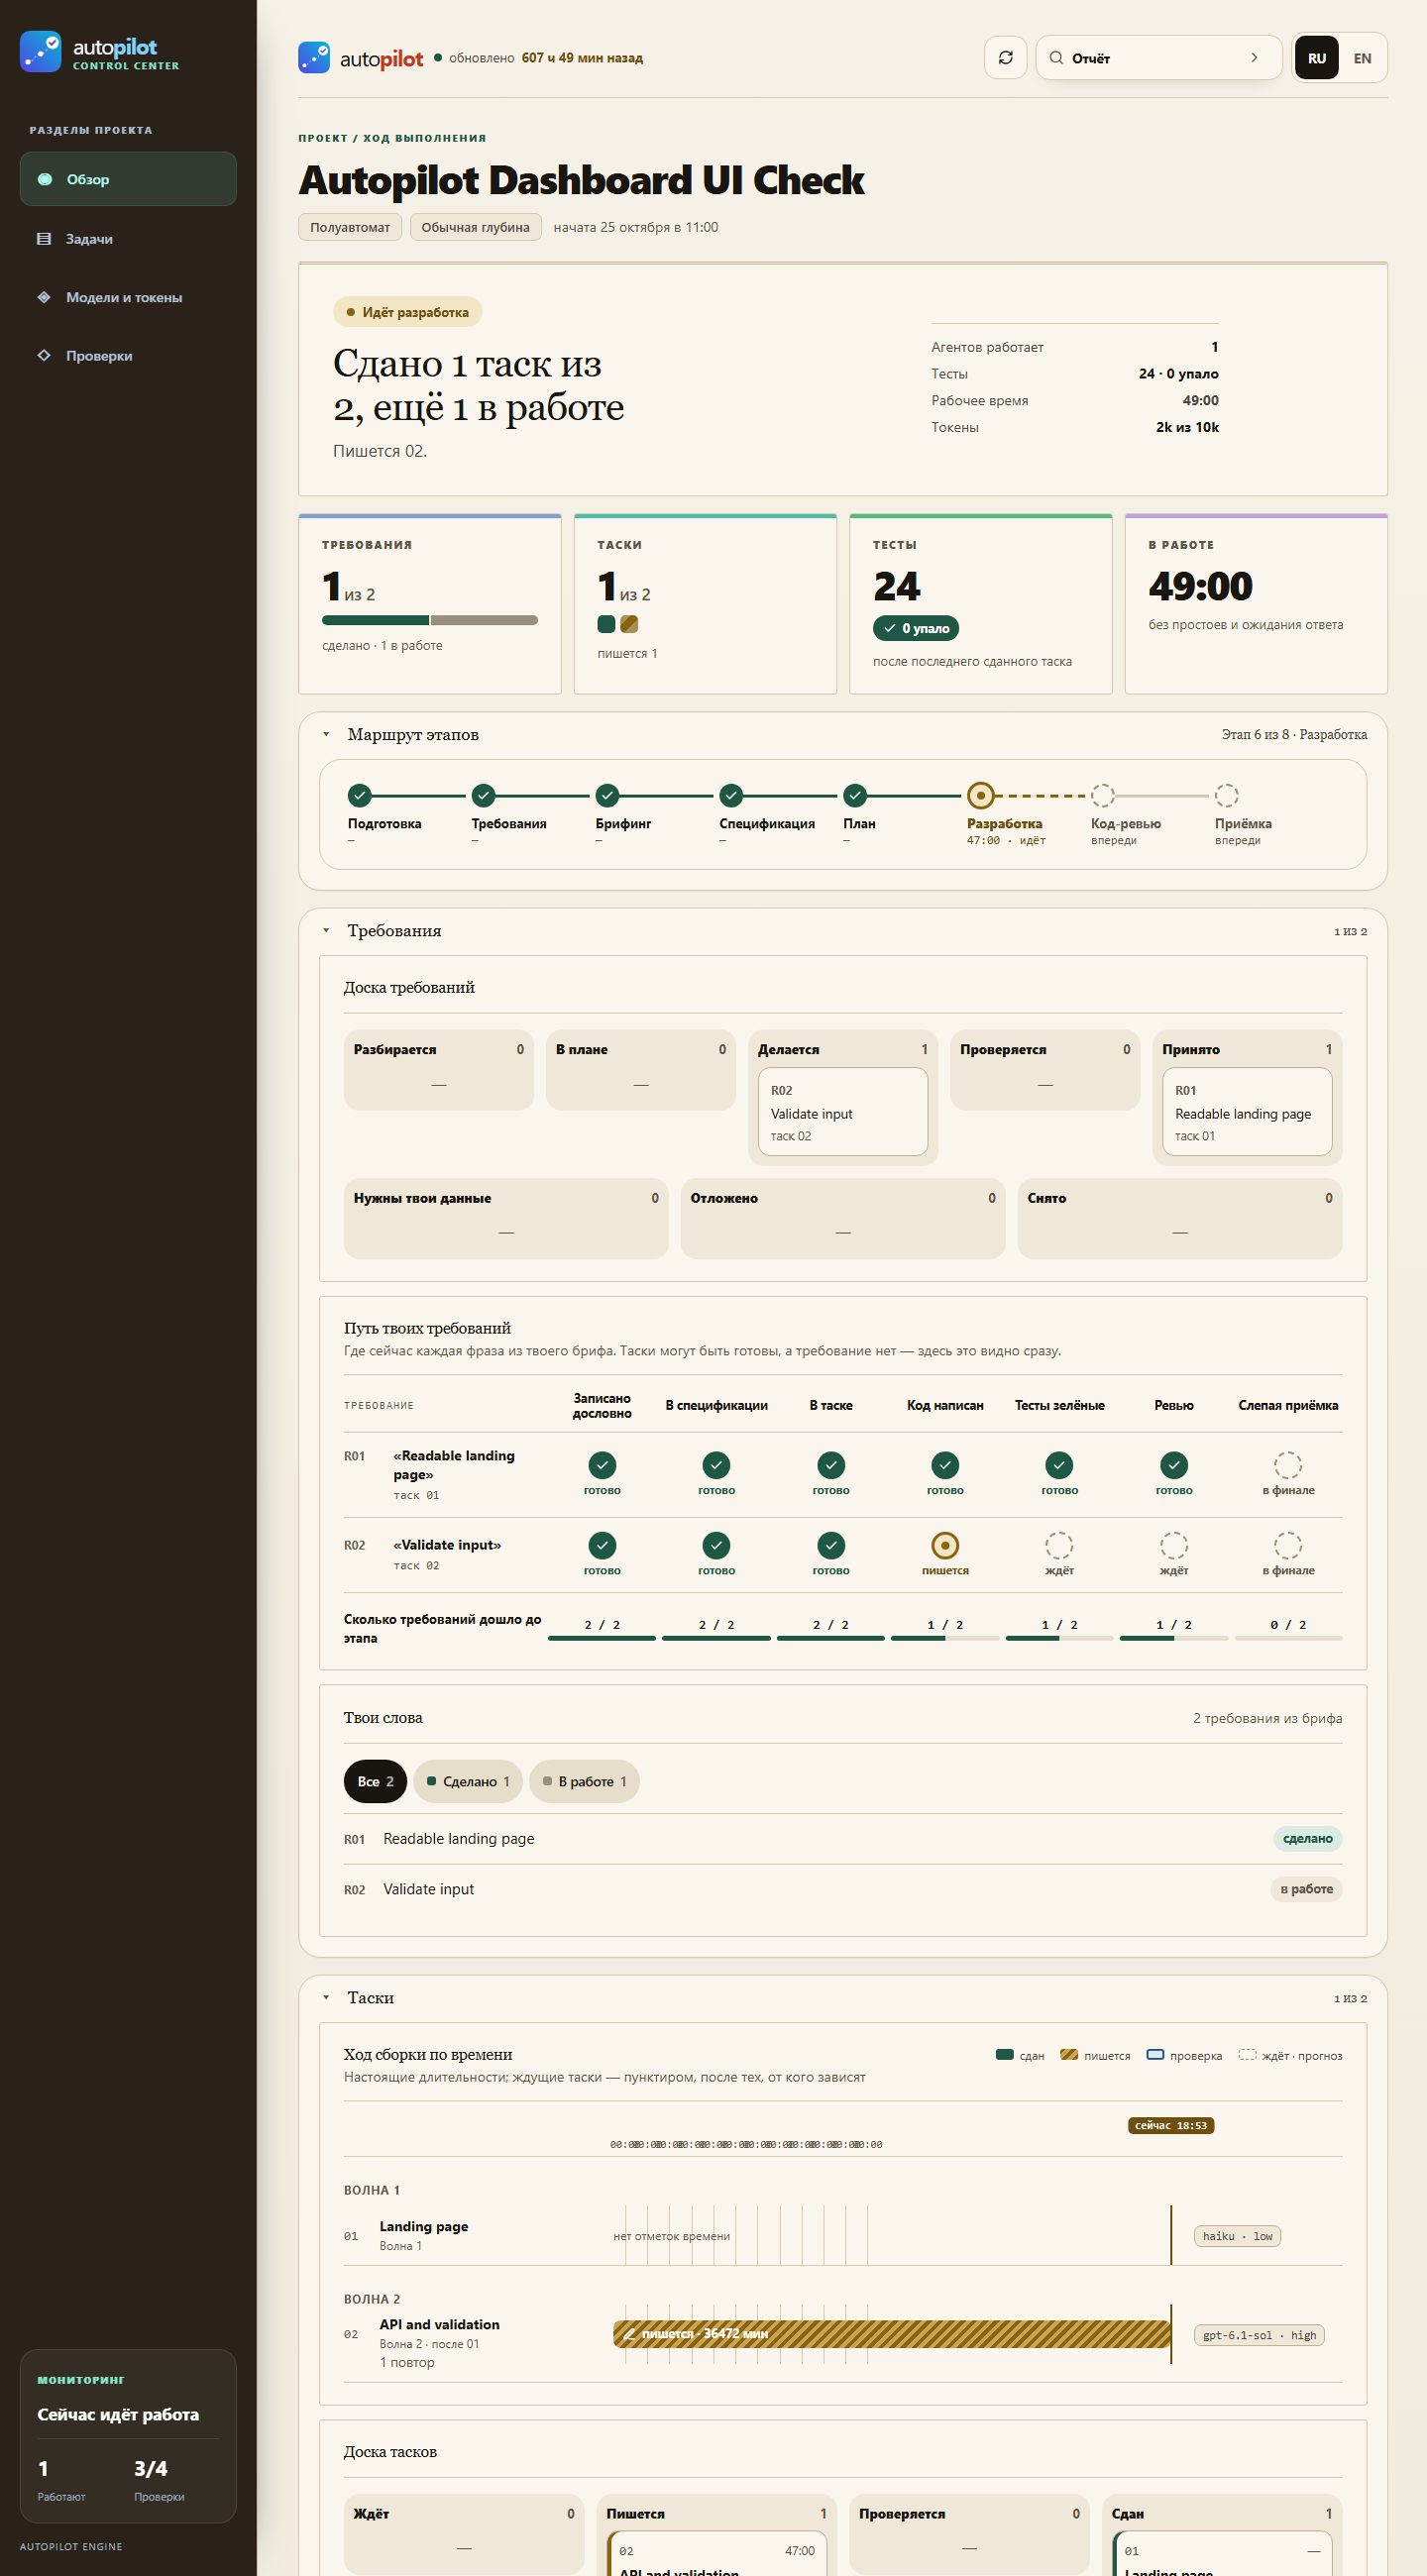 autopilot
CONTROL CENTER
РАЗДЕЛЫ ПРОЕКТА
Обзор
Задачи
Модели и токены
Проверки
МОНИТОРИНГ
Сейчас идёт работа
1 3/4
Работают Проверки
AUTOPILOT ENGINE
autopilot обновлено 607 ч 49 мин назад
Отчёт
RU EN
ПРОЕКТ / ХОД ВЫПОЛНЕНИЯ
Autopilot Dashboard UI Check
Полуавтомат Обычная глубина начата 25 октября в 11:00
Идёт разработка
Сдано 1 таск из
2, ещё 1 в работе
Пишется 02.
Агентов работает 1
Тесты 24 · 0 упало
Рабочее время 49:00
Токены 2k из 10k
ТРЕБОВАНИЯ
1 из 2
сделано · 1 в работе
ТАСКИ
1 из 2
пишется 1
ТЕСТЫ
24
0 упало
после последнего сданного таска
В РАБОТЕ
49:00
без простоев и ожидания ответа
Маршрут этапов Этап 6 из 8 · Разработка
Подготовка Требования Брифинг Спецификация План Разработка Код-ревью Приёмка
— — — — — 47:00 · идёт впереди впереди
Требования 1 ИЗ 2
Доска требований
Разбирается 0
—
В плане 0
—
Делается 1
R02
Validate input
таск 02
Проверяется 0
—
Принято 1
R01
Readable landing page
таск 01
Нужны твои данные 0
—
Отложено 0
—
Снято 0
—
Путь твоих требований
Где сейчас каждая фраза из твоего брифа. Таски могут быть готовы, а требование нет — здесь это видно сразу.
ТРЕБОВАНИЕ Записано дословно В спецификации В таске Код написан Тесты зелёные Ревью Слепая приёмка
R01 «Readable landing
page»
таск 01
готово готово готово готово готово готово в финале
R02 «Validate input»
таск 02
готово готово готово пишется ждёт ждёт в финале
Сколько требований дошло до
этапа
2 / 2 2 / 2 2 / 2 1 / 2 1 / 2 1 / 2 0 / 2
Твои слова 2 требования из брифа
Все 2 Сделано 1 В работе 1
R01 Readable landing page сделано
R02 Validate input в работе
Таски 1 ИЗ 2
Ход сборки по времени сдан пишется проверка ждёт · прогноз
Настоящие длительности; ждущие таски — пунктиром, после тех, от кого зависят
сейчас 18:53
ВОЛНА 1
01 Landing page нет отметок времени haiku · low
Волна 1
ВОЛНА 2
02 API and validation пишется · 36472 мин gpt-6.1-sol · high
Волна 2 · после 01
1 повтор
Доска тасков
Ждёт 0
—
Пишется 1
02 47:00
API and validation
Проверяется 0
—
Сдан 1
01 —
Landing page